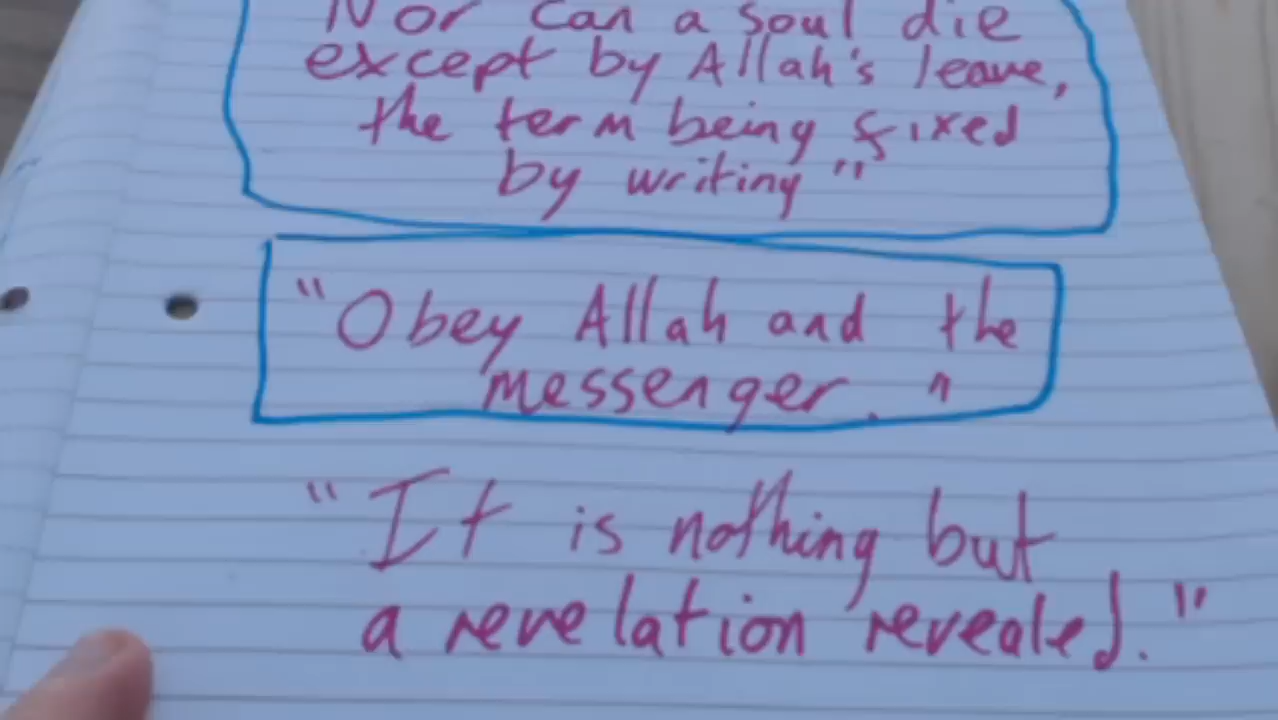 Nor can a soul die
except by Allah's leave,
the term being fixed
by writing"
"Obey Allah and the
messenger."
"It is nothing but
a revelation revealed."